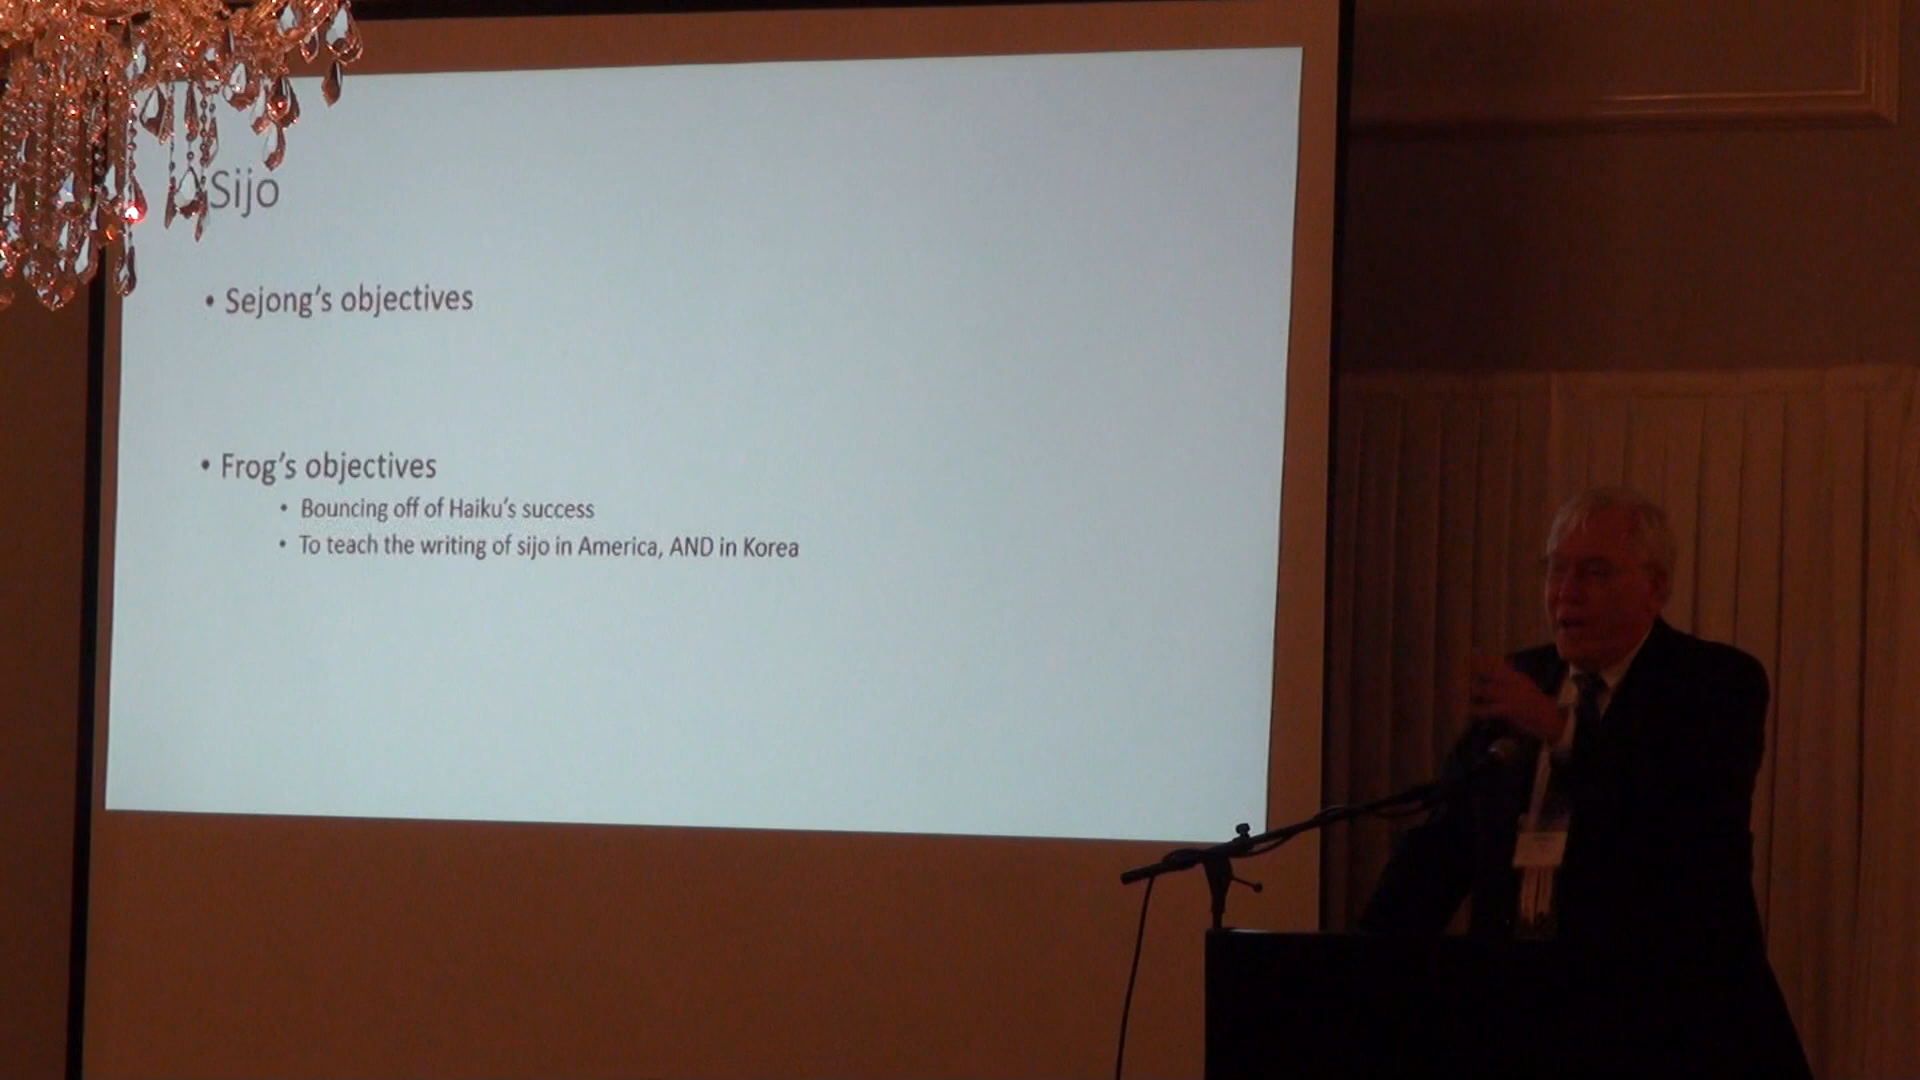 Sijo
• Sejong's objectives
• Frog's objectives
• Bouncing off of Haiku's success
• To teach the writing of sijo in America, AND in Korea